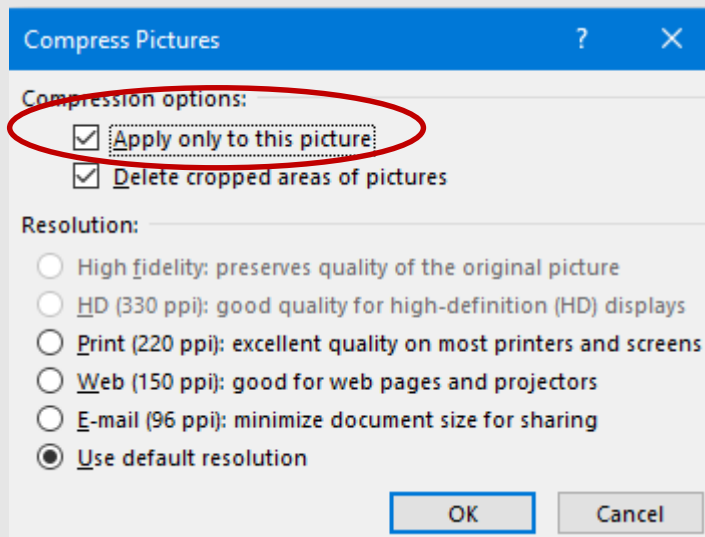 Compress Pictures ?
Compression options:
Apply only to this picture
Delete cropped areas of pictures
Resolution:
High fidelity: preserves quality of the original picture
HD (330 ppi): good quality for high-definition (HD) displays
Print (220 ppi): excellent quality on most printers and screens
Web (150 ppi): good for web pages and projectors
E-mail (96 ppi): minimize document size for sharing
Use default resolution
OK Cancel